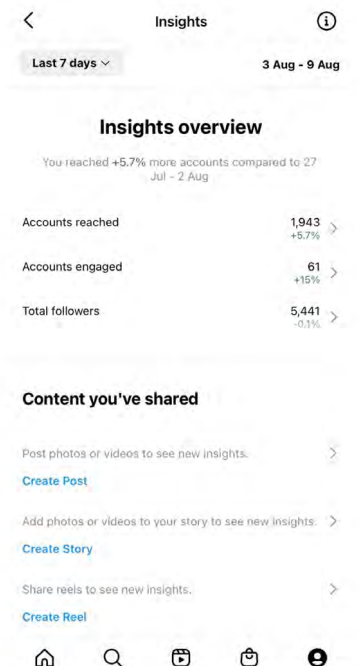 Insights
Last 7 days
3 Aug - 9 Aug
Insights overview
You reached +5.7% more accounts compared to 27
Jul - 2 Aug
Accounts reached
1,943
+5.7%
Accounts engaged
61
+15%
Total followers
5,441
-0.1%
Content you've shared
Post photos or videos to see new insights.
Create Post
Add photos or videos to your story to see new insights.
Create Story
Share reels to see new insights.
Create Reel